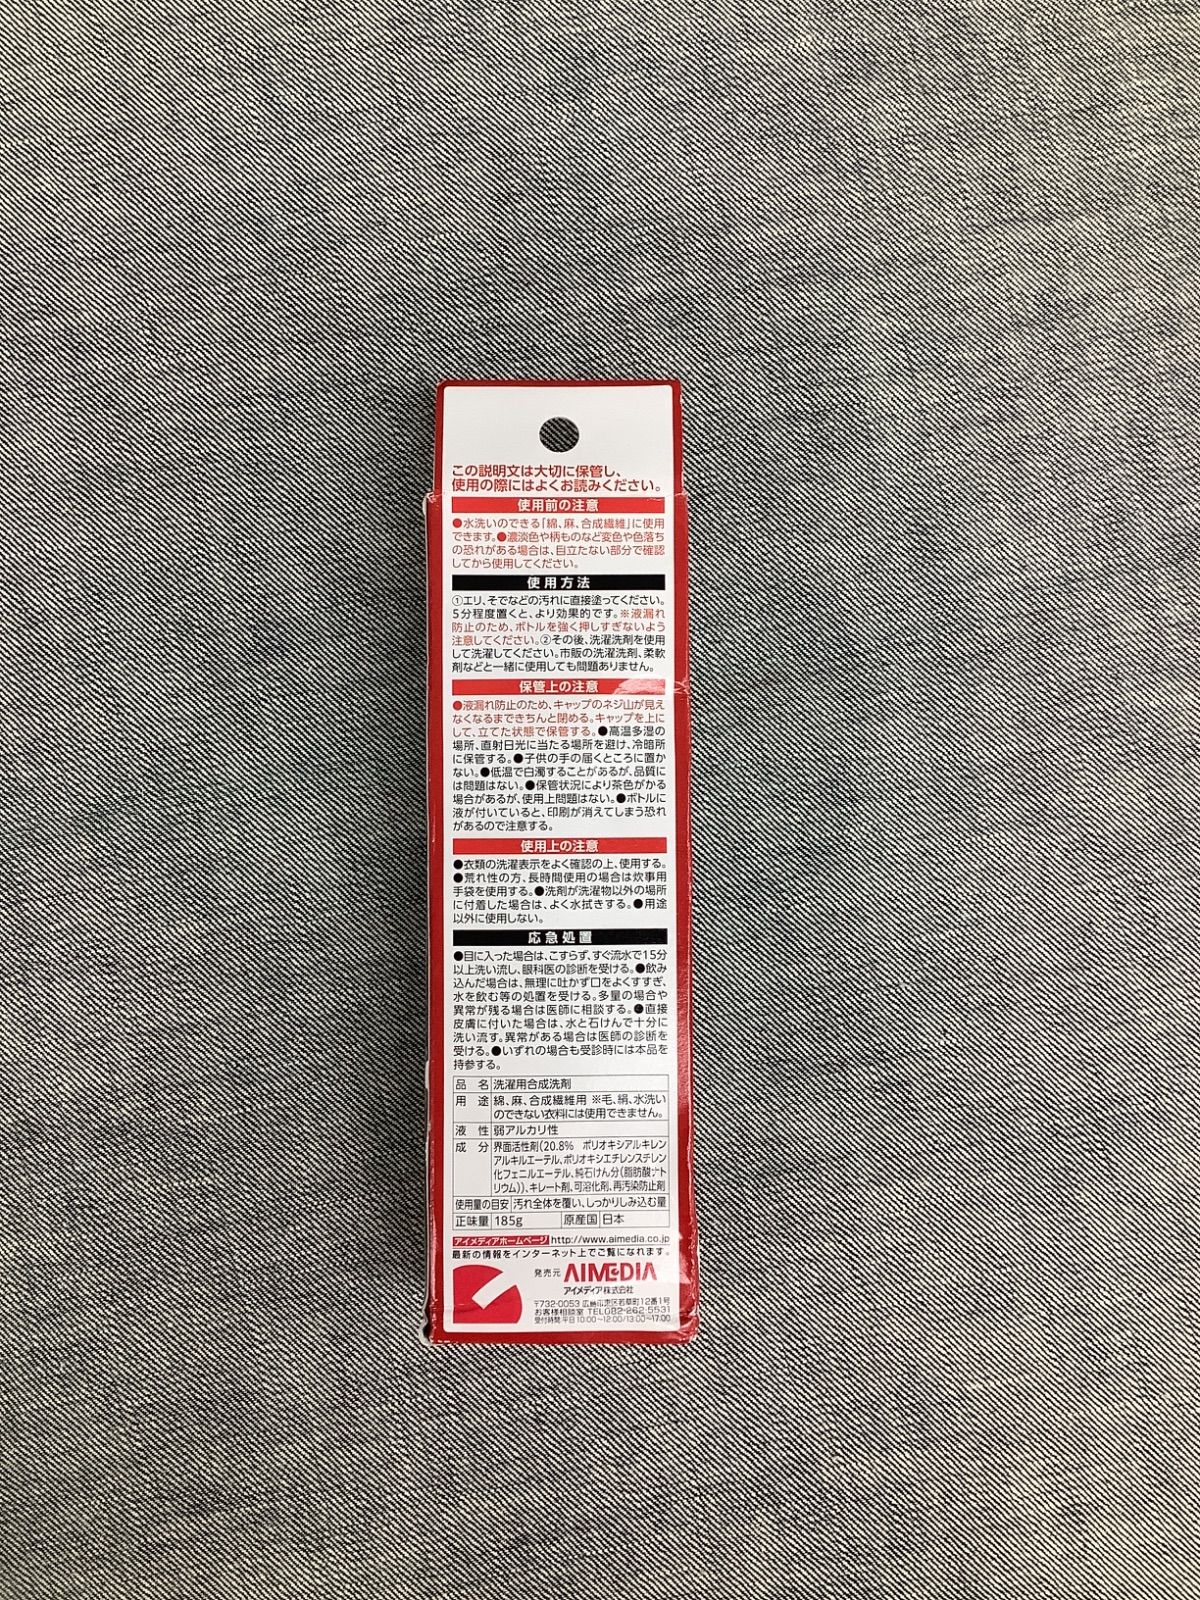 この説明文は大切に保管し、
使用の際にはよくお読みください。
使用前の注意
●水洗いのできる「綿、麻、合成繊維」に使用
できます。●濃淡色や柄ものなど変色や色落ち
の恐れがある場合は、目立たない部分で確認
してから使用してください。
使用方法
①エリ、そでなどの汚れに直接塗ってください。
5分程度置くと、より効果的です。※液漏れ
防止のため、ボトルを強く押しすぎないよう
注意してください。②その後、洗濯洗剤を使用
して洗濯してください。市販の洗濯洗剤、柔軟
剤などと一緒に使用しても問題ありません。
保管上の注意
●液漏れ防止のため、キャップのネジ山が見え
なくなるまできちんと閉める。キャップを上に
して、立てた状態で保管する。●高温多湿の
場所、直射日光に当たる場所を避け、冷暗所
に保管する。●子供の手の届くところに置か
ない。●低温で白濁することがあるが、品質に
は問題はない。●保管状況により茶色がかる
場合があるが、使用上問題はない。●ボトルに
液が付いていると、印刷が消えてしまう恐れ
があるので注意する。
使用上の注意
●衣類の洗濯表示をよく確認の上、使用する。
●荒れ性の方、長時間使用の場合は炊事用
手袋を使用する。●洗剤が洗濯物以外の場所
に付着した場合は、よく水拭きする。●用途
以外に使用しない。
応急処置
●目に入った場合は、こすらず、すぐ流水で15分
以上洗い流し、眼科医の診断を受ける。●飲み
込んだ場合は、無理に吐かず口をよくすすぎ、
水を飲む等の処置を受ける。多量の場合や
異常が残る場合は医師に相談する。●直接
皮膚に付いた場合は、水と石けんで十分に
洗い流す。異常がある場合は医師の診断を
受ける。●いずれの場合も受診時には本品を
持参する。
品名 洗濯用合成洗剤
用途 綿、麻、合成繊維用 ※毛、絹、水洗い
のできない衣料には使用できません。
液性 弱アルカリ性
成分 界面活性剤(20.8% ポリオキシアルキレン
アルキルエーテル、ポリオキシエチレンスチレン
化フェニルエーテル、純石けん分(脂肪酸ナト
リウム))、キレート剤、可溶化剤、再汚染防止剤
使用量の目安 汚れ全体を覆い、しっかりしみ込む量
正味量 185g 原産国 日本
アイメディアホームページ http://www.aimedia.co.jp
最新の情報をインターネット上でご覧になれます。
発売元 AIMEDIA
アイメディア株式会社
〒732-0053 広島市東区若草町12番1号
お客様相談室 TEL082-262-5531
受付時間 平日10:00〜12:00/13:00〜17:00